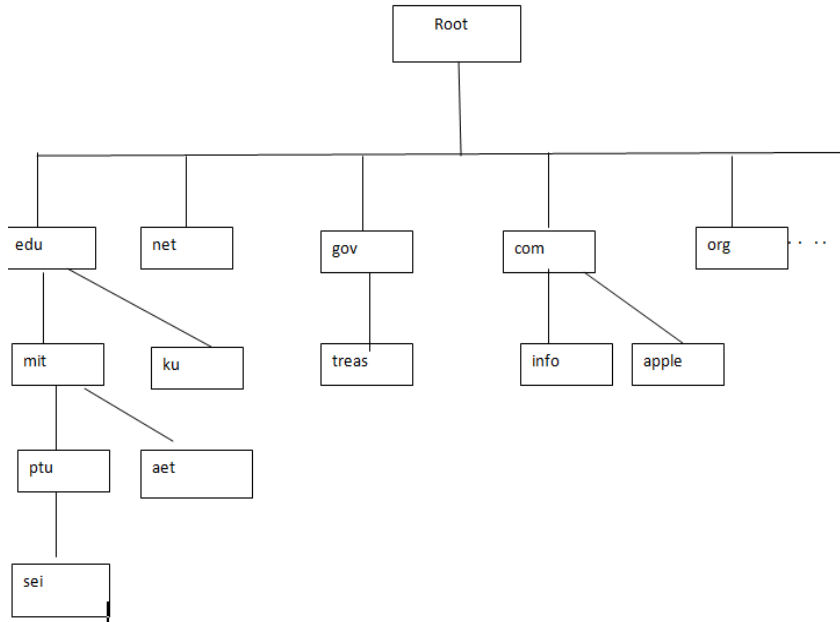 Root
edu
net
gov
com
org
mit
ku
treas
info
apple
ptu
aet
sei